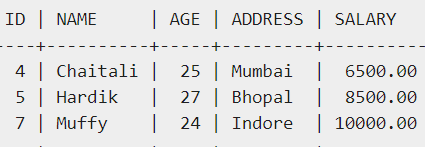 ID | NAME     | AGE | ADDRESS | SALARY
----+----------+-----+---------+----------
  4 | Chaitali |  25 | Mumbai  |  6500.00
  5 | Hardik   |  27 | Bhopal  |  8500.00
  7 | Muffy    |  24 | Indore  | 10000.00